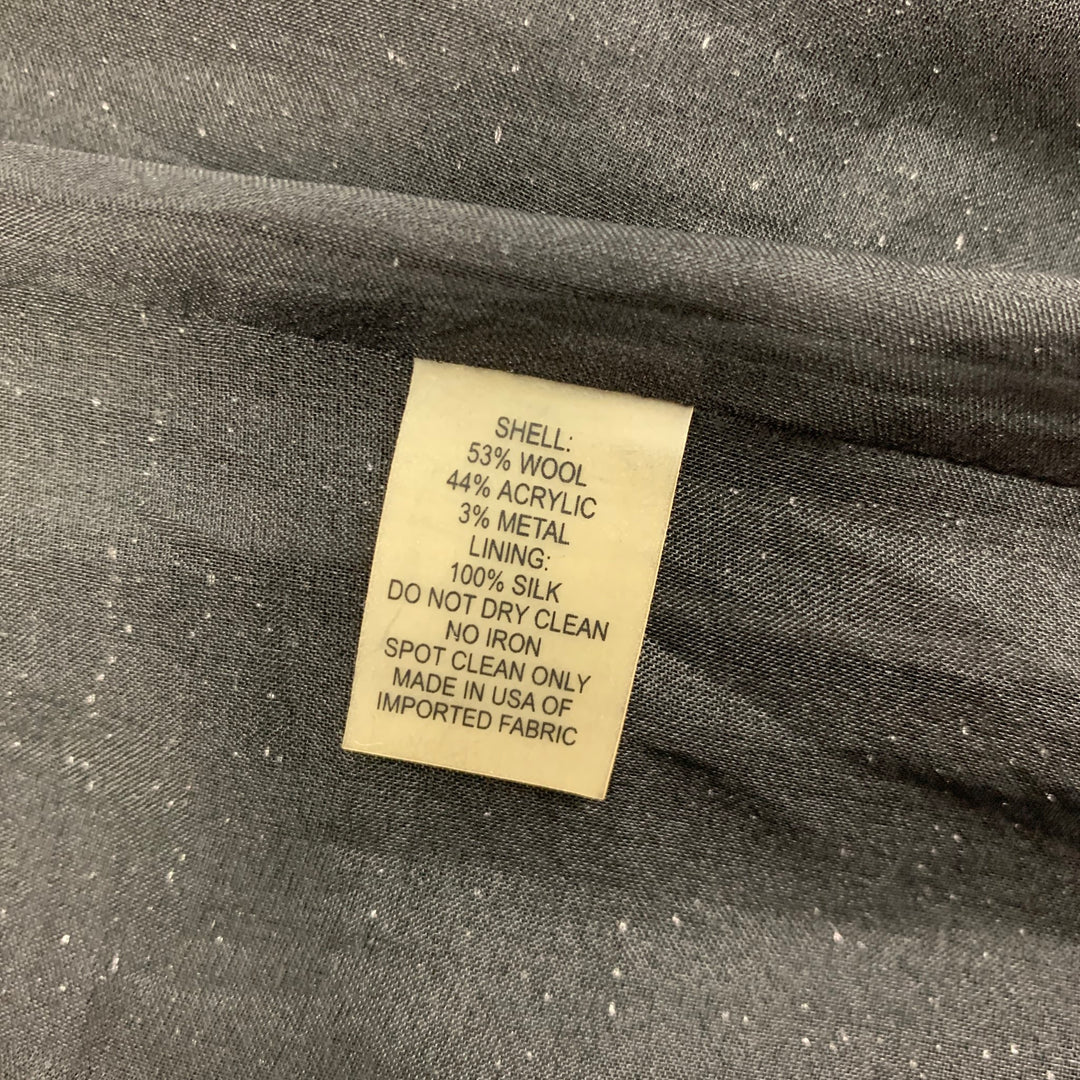 SHELL:
53% WOOL
44% ACRYLIC
3% METAL
LINING:
100% SILK
DO NOT DRY CLEAN
NO IRON
SPOT CLEAN ONLY
MADE IN USA OF
IMPORTED FABRIC